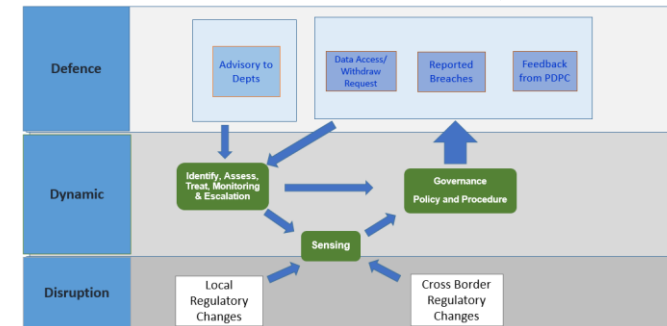 Defence
Advisory to
Depts
Data Access/
Withdraw
Request
Reported
Breaches
Feedback
from PDPC
Dynamic
Identify, Assess,
Treat, Monitoring
& Escalation
Governance
Policy and Procedure
Sensing
Disruption
Local
Regulatory
Changes
Cross Border
Regulatory
Changes